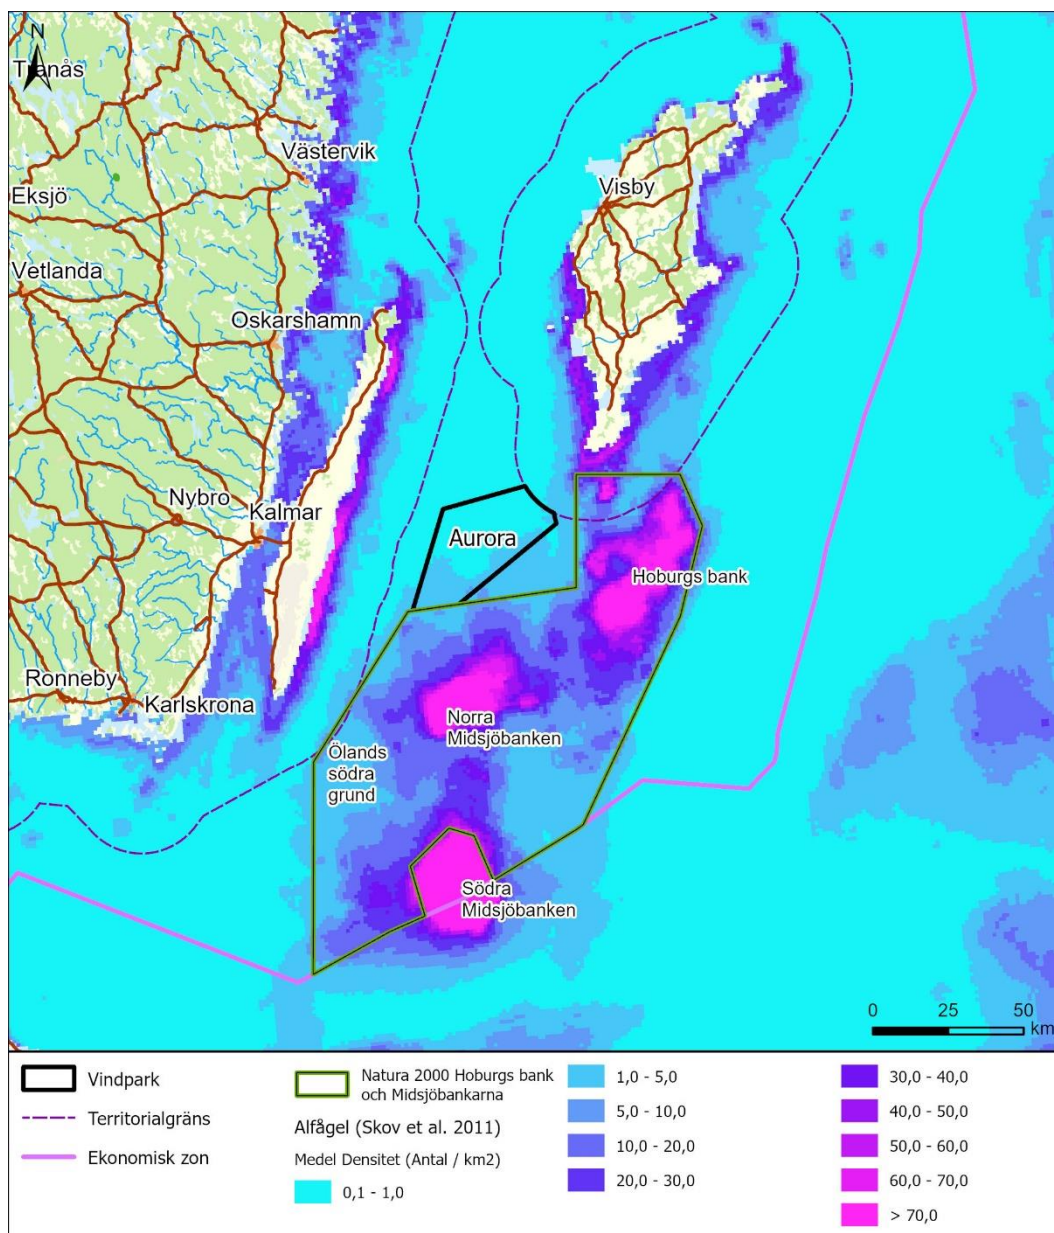 N
Tranås
Västervik
Eksjö
Visby
Vetlanda
Oskarshamn
Nybro
Kalmar
Aurora
Hoburgs bank
Ronneby
Karlskrona
Norra
Midsjöbanken
Ölands
södra
grund
Södra
Midsjöbanken
0 25 50
km
Vindpark
Territorialgräns
Ekonomisk zon
Natura 2000 Hoburgs bank
och Midsjöbankarna
Alfågel (Skov et al. 2011)
Medel Densitet (Antal / km2)
0,1 - 1,0
1,0 - 5,0
5,0 - 10,0
10,0 - 20,0
20,0 - 30,0
30,0 - 40,0
40,0 - 50,0
50,0 - 60,0
60,0 - 70,0
> 70,0